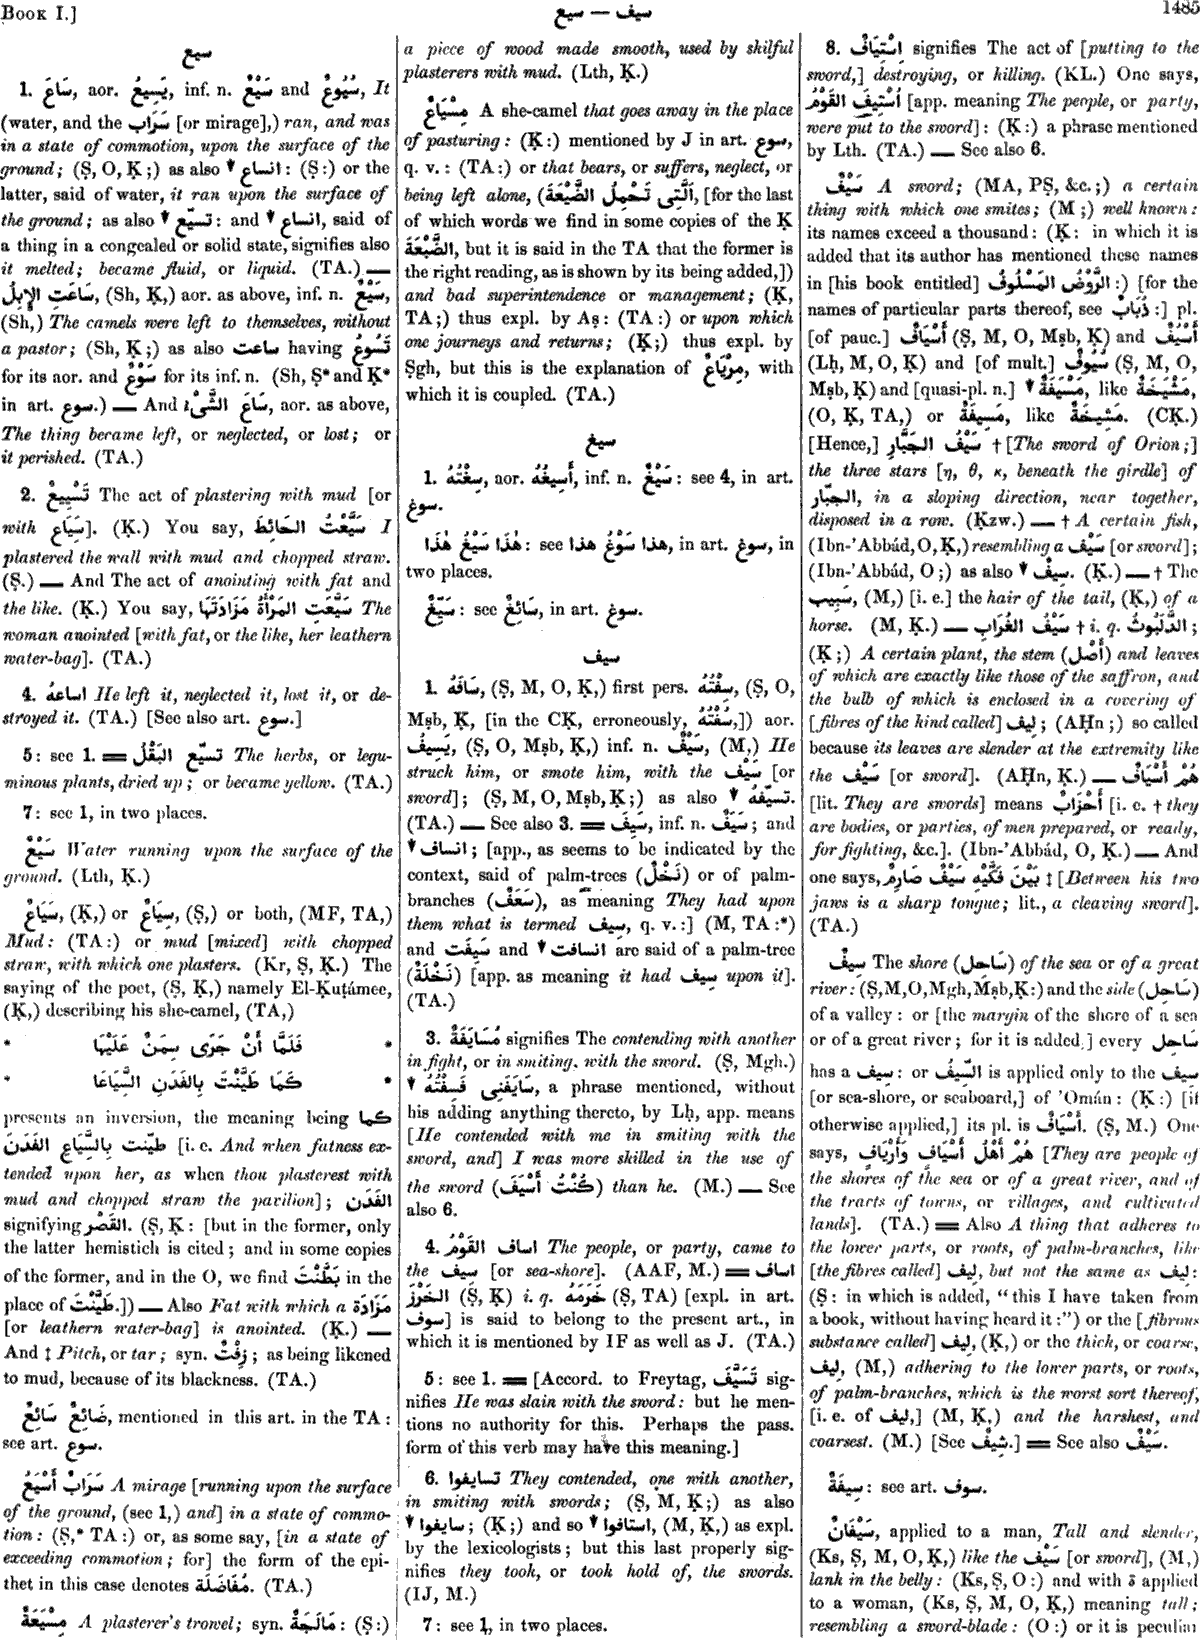 Book I.]
سيع — سيف
1485
سيع
1. سَاعَ, aor. يَسِيعُ, inf. n. سَيْعٌ and سُيُوعٌ, It
(water, and the سَرَاب [or mirage],) ran, and was
in a state of commotion, upon the surface of the
ground; (Ṣ, O, Ḳ;) as also ▼ انساع: (Ṣ:) or the
latter, said of water, it ran upon the surface of
the ground; as also ▼ تسيّع: and ▼ انساع, said of
a thing in a congealed or solid state, signifies also
it melted; became fluid, or liquid. (TA.) —
سَاعَتِ الإِبِلُ, (Sh, Ḳ,) aor. as above, inf. n. سَيْعٌ,
(Sh,) The camels were left to themselves, without
a pastor; (Sh, Ḳ;) as also ساعت having تَسُوعُ
for its aor. and سَوْعٌ for its inf. n. (Sh, Ṣ* and Ḳ*
in art. سوع.) — And سَاعَ الشَّىْءُ, aor. as above,
The thing became left, or neglected, or lost; or
it perished. (TA.)
2. تَسْيِيعٌ The act of plastering with mud [or
with سَيَاع]. (Ḳ.) You say, سَيَّعْتُ الحَائِطَ I
plastered the wall with mud and chopped straw.
(Ṣ.) — And The act of anointing with fat and
the like. (Ḳ.) You say, سَيَّعَتِ المَرْأَةُ مَزَادَتَهَا The
woman anointed [with fat, or the like, her leathern
water-bag]. (TA.)
4. اساعهُ He left it, neglected it, lost it, or de-
stroyed it. (TA.) [See also art. سوع.]
5: see 1. ═ تسيّع البَقْلُ The herbs, or legu-
minous plants, dried up; or became yellow. (TA.)
7: see 1, in two places.
سَيْعٌ Water running upon the surface of the
ground. (Lth, Ḳ.)
سَيَاعٌ, (Ḳ,) or سِيَاعٌ, (Ṣ,) or both, (MF, TA,)
Mud: (TA:) or mud [mixed] with chopped
straw, with which one plasters. (Kr, Ṣ, Ḳ.) The
saying of the poet, (Ṣ, Ḳ,) namely El-Ḳuṭámee,
(Ḳ,) describing his she-camel, (TA,)
* فَلَمَّا أَنْ جَرَى سِمَنٌ عَلَيْهَا *
* كَمَا طَيَّنْتَ بِالفَدَنِ السَّيَاعَا *
presents an inversion, the meaning being كما
طيّنت بِالسَّيَاعِ الفَدَنَ [i. e. And when fatness ex-
tended upon her, as when thou plasterest with
mud and chopped straw the pavilion]; الفَدَن
signifying القَصْر. (Ṣ, Ḳ: [but in the former, only
the latter hemistich is cited; and in some copies
of the former, and in the O, we find بَطَّنْتَ in the
place of طَيَّنْتَ.]) — Also Fat with which a مَزَادَة
[or leathern water-bag] is anointed. (Ḳ.) —
And ‡ Pitch, or tar; syn. زِفْتٌ; as being likened
to mud, because of its blackness. (TA.)
ضَائِعٌ سَائِعٌ, mentioned in this art. in the TA:
see art. سوع.
سَرَابٌ أَسْيَعُ A mirage [running upon the surface
of the ground, (see 1,) and] in a state of commo-
tion: (Ṣ,* TA:) or, as some say, [in a state of
exceeding commotion; for] the form of the epi-
thet in this case denotes مُفَاضَلَة. (TA.)
مِسْيَعَةٌ A plasterer's trowel; syn. مَالَجَةٌ: (Ṣ:)
a piece of wood made smooth, used by skilful
plasterers with mud. (Lth, Ḳ.)
مِسْيَاعٌ A she-camel that goes away in the place
of pasturing: (Ḳ:) mentioned by J in art. سوع,
q. v.: (TA:) or that bears, or suffers, neglect, or
being left alone, (الَّتِى تَحْمِلُ الضَّيْعَةَ, [for the last
of which words we find in some copies of the Ḳ
الضَّبْعَةَ, but it is said in the TA that the former is
the right reading, as is shown by its being added,])
and bad superintendence or management; (Ḳ,
TA;) thus expl. by Aṣ: (TA:) or upon which
one journeys and returns; (Ḳ;) thus expl. by
Ṣgh, but this is the explanation of مِرْيَاعٌ, with
which it is coupled. (TA.)
سيغ
1. سِغْتُهُ, aor. أَسِيغُهُ, inf. n. سَيْغٌ: see 4, in art.
سوغ.
هٰذَا سَيْغُ هٰذَا: see هذا سَوْغُ هذا, in art. سوغ, in
two places.
سَيِّغٌ: see سَائِغٌ, in art. سوغ.
سيف
1. سَافَهُ, (Ṣ, M, O, Ḳ,) first pers. سِفْتُهُ, (Ṣ, O,
Mṣb, Ḳ, [in the CḲ, erroneously, سُفْتُهُ,]) aor.
يَسِيفُ, (Ṣ, O, Mṣb, Ḳ,) inf. n. سَيْفٌ, (M,) He
struck him, or smote him, with the سَيْف [or
sword]; (Ṣ, M, O, Mṣb, Ḳ;) as also ▼ تسيّفهُ.
(TA.) — See also 3. ═ سَيِفَ, inf. n. سَيَفٌ; and
▼ انساف; [app., as seems to be indicated by the
context, said of palm-trees (نَخْلٌ) or of palm-
branches (سَعَفٌ), as meaning They had upon
them what is termed سِيف, q. v.:] (M, TA:*)
and سَيِفَت and ▼ انسافت are said of a palm-tree
(نَخْلَةٌ) [app. as meaning it had سِيف upon it].
(TA.)
3. مُسَايَفَةٌ signifies The contending with another
in fight, or in smiting, with the sword. (Ṣ, Mgh.)
▼ سَايَفَنِى فَسِفْتُهُ, a phrase mentioned, without
his adding anything thereto, by Lḥ, app. means
[He contended with me in smiting with the
sword, and] I was more skilled in the use of
the sword (كُنْتُ أَسْيَفَ) than he. (M.) — See
also 6.
4. اساف القَوْمُ The people, or party, came to
the سِيف [or sea-shore]. (AAF, M.) ═ اساف
الخَرْزَ (Ṣ, Ḳ) i. q. خَرَمَهُ (Ṣ, TA) [expl. in art.
سوف] is said to belong to the present art., in
which it is mentioned by IF as well as J. (TA.)
5: see 1. ═ [Accord. to Freytag, تَسَيَّفَ sig-
nifies He was slain with the sword: but he men-
tions no authority for this. Perhaps the pass.
form of this verb may have this meaning.]
6. تسايفوا They contended, one with another,
in smiting with swords; (Ṣ, M, Ḳ;) as also
▼ سايفوا; (Ḳ;) and so ▼ استافوا, (M, Ḳ,) as expl.
by the lexicologists; but this last properly sig-
nifies they took, or took hold of, the swords.
(IJ, M.)
7: see 1, in two places.
8. اِسْتِيَافٌ signifies The act of [putting to the
sword,] destroying, or killing. (KL.) One says,
اُسْتِيفَ القَوْمُ [app. meaning The people, or party,
were put to the sword]: (Ḳ:) a phrase mentioned
by Lth. (TA.) — See also 6.
سَيْفٌ A sword; (MA, PṢ, &c.;) a certain
thing with which one smites; (M;) well known:
its names exceed a thousand: (Ḳ: in which it is
added that its author has mentioned these names
in [his book entitled] الرَّوْضُ المَسْلُوفُ:) [for the
names of particular parts thereof, see ذُبَابٌ:] pl.
[of pauc.] أَسْيَافٌ (Ṣ, M, O, Mṣb, Ḳ) and أَسْيُفٌ
(Lḥ, M, O, Ḳ) and [of mult.] سُيُوفٌ (Ṣ, M, O,
Mṣb, Ḳ) and [quasi-pl. n.] ▼ مَسْيَفَةٌ, like مَشْيَخَةٌ,
(O, Ḳ, TA,) or مَسِيفَةٌ, like مَشِيخَةٌ. (CḲ.)
[Hence,] سَيْفُ الجَبَّارِ † [The sword of Orion;]
the three stars [η, θ, κ, beneath the girdle] of
الجبّار, in a sloping direction, near together,
disposed in a row. (Ḳzw.) — † A certain fish,
(Ibn-'Abbád, O, Ḳ,) resembling a سَيْف [or sword];
(Ibn-'Abbád, O;) as also ▼ سِيفٌ. (Ḳ.) — † The
سَبِيب, (M,) [i. e.] the hair of the tail, (Ḳ,) of a
horse. (M, Ḳ.) — سَيْفُ الغُرَابِ † i. q. الدَّلَبُوثُ;
(Ḳ;) A certain plant, the stem (أَصْل) and leaves
of which are exactly like those of the saffron, and
the bulb of which is enclosed in a covering of
[fibres of the kind called] لِيف; (AḤn;) so called
because its leaves are slender at the extremity like
the سَيْف [or sword]. (AḤn, Ḳ.) — هُمْ أَسْيَافٌ
[lit. They are swords] means أَحْزَابٌ [i. e. † they
are bodies, or parties, of men prepared, or ready,
for fighting, &c.]. (Ibn-'Abbád, O, Ḳ.) — And
one says, بَيْنَ فَكَّيْهِ سَيْفٌ صَارِمٌ ‡ [Between his two
jaws is a sharp tongue; lit., a cleaving sword].
(TA.)
سِيفٌ The shore (سَاحِل) of the sea or of a great
river: (Ṣ, M, O, Mgh, Mṣb, Ḳ:) and the side (سَاحِل)
of a valley: or [the margin of the shore of a sea
or of a great river; for it is added,] every سَاحِل
has a سِيف: or السِّيفُ is applied only to the سِيف
[or sea-shore, or seaboard,] of 'Omán: (Ḳ:) [if
otherwise applied,] its pl. is أَسْيَافٌ. (Ṣ, M.) One
says, هُمْ أَهْلُ أَسْيَافٍ وَأَرْيَافٍ [They are people of
the shores of the sea or of a great river, and of
the tracts of towns, or villages, and cultivated
lands]. (TA.) ═ Also A thing that adheres to
the lower parts, or roots, of palm-branches, like
[the fibres called] لِيف, but not the same as لِيف:
(Ṣ: in which is added, "this I have taken from
a book, without having heard it:") or the [fibrous
substance called] لِيف, (Ḳ,) or the thick, or coarse,
لِيف, (M,) adhering to the lower parts, or roots,
of palm-branches, which is the worst sort thereof,
[i. e. of لِيف,] (M, Ḳ,) and the harshest, and
coarsest. (M.) [See شِيفٌ.] ═ See also سَيْفٌ.
سِيفَةٌ: see art. سوف.
سَيْفَانٌ, applied to a man, Tall and slender,
(Ks, Ṣ, M, O, Ḳ,) like the سَيْف [or sword], (M,)
lank in the belly: (Ks, Ṣ, O:) and with ة applied
to a woman, (Ks, Ṣ, M, O, Ḳ,) meaning tall;
resembling a sword-blade: (O:) or it is peculiar